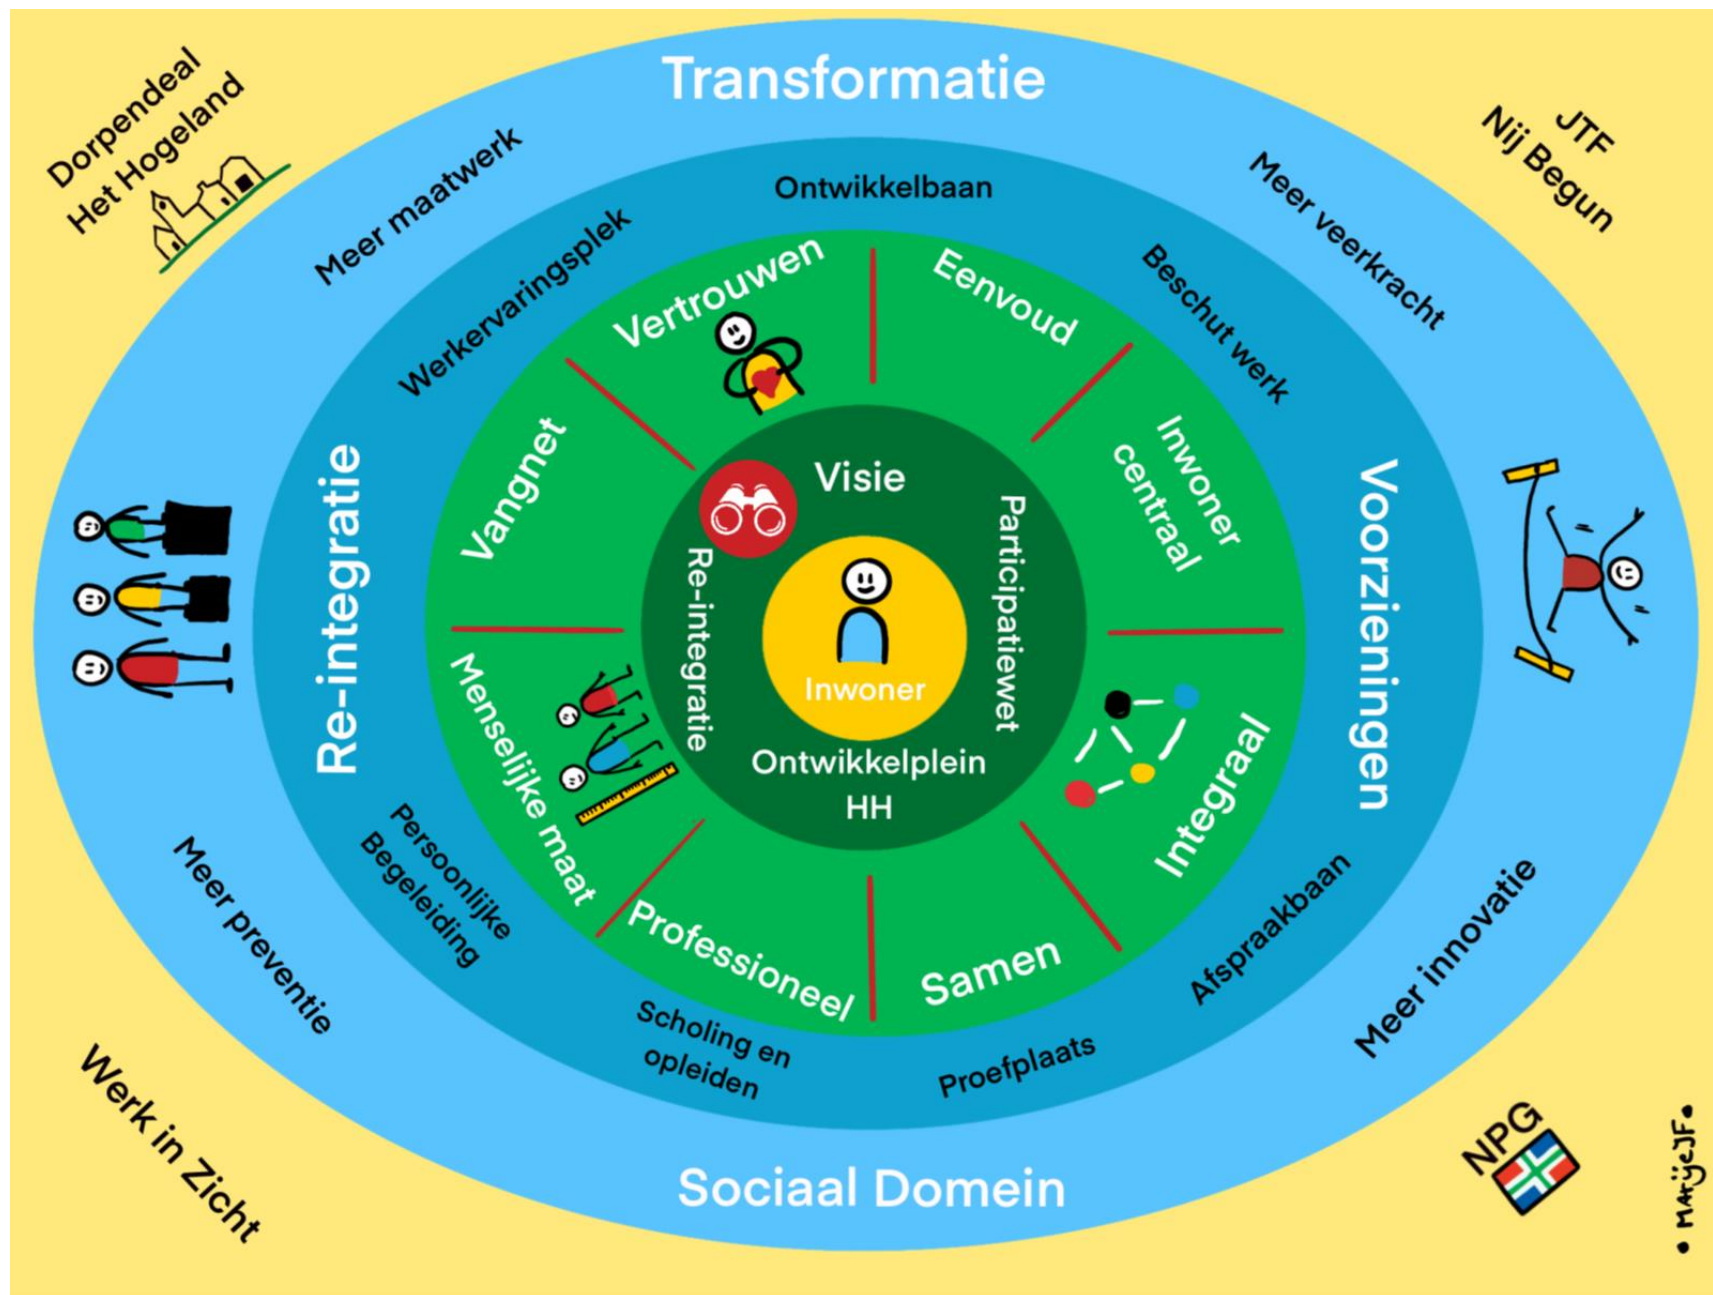 Transformatie
Dorpendeal
Het Hogeland
JTF
Nij Begun
Meer maatwerk
Meer veerkracht
Ontwikkelbaan
Werkervaringsplek
Beschut werk
Vertrouwen
Eenvoud
Vangnet
Inwoner
centraal
Re-integratie
Voorzieningen
Visie
Re-integratie
Participatiewet
Inwoner
Ontwikkelplein
HH
Menselijke maat
Integraal
Professioneel
Samen
Persoonlijke
Begeleiding
Afspraakbaan
Scholing en
opleiden
Proefplaats
Meer preventie
Meer innovatie
Sociaal Domein
Werk in Zicht
NPG
MARijeJF